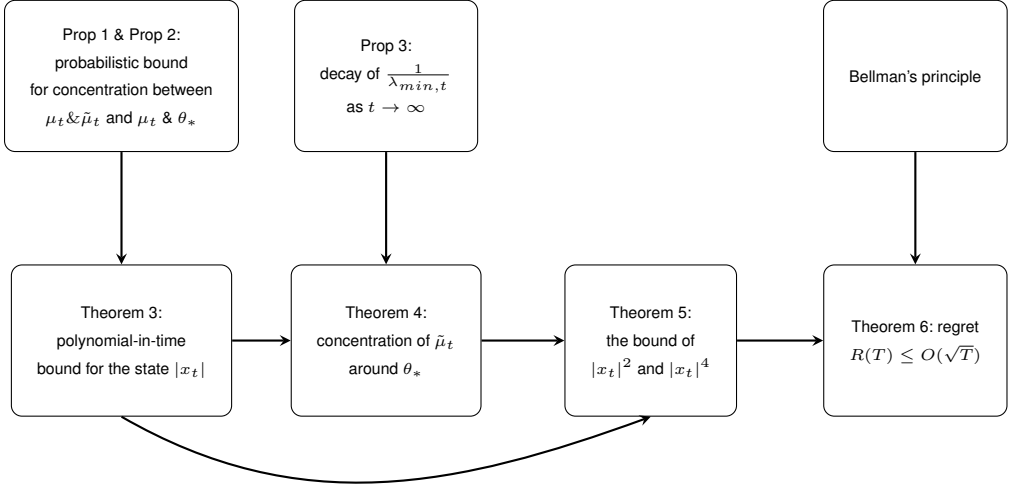 Prop 1 & Prop 2:
probabilistic bound
for concentration between
μ_t&μ̃_t and μ_t & θ_*
Prop 3:
decay of \frac{1}{λ_{min,t}}
as t → ∞
Bellman's principle
Theorem 3:
polynomial-in-time
bound for the state |x_t|
Theorem 4:
concentration of μ̃_t
around θ_*
Theorem 5:
the bound of
|x_t|^2 and |x_t|^4
Theorem 6: regret
R(T) ≤ O(√T)